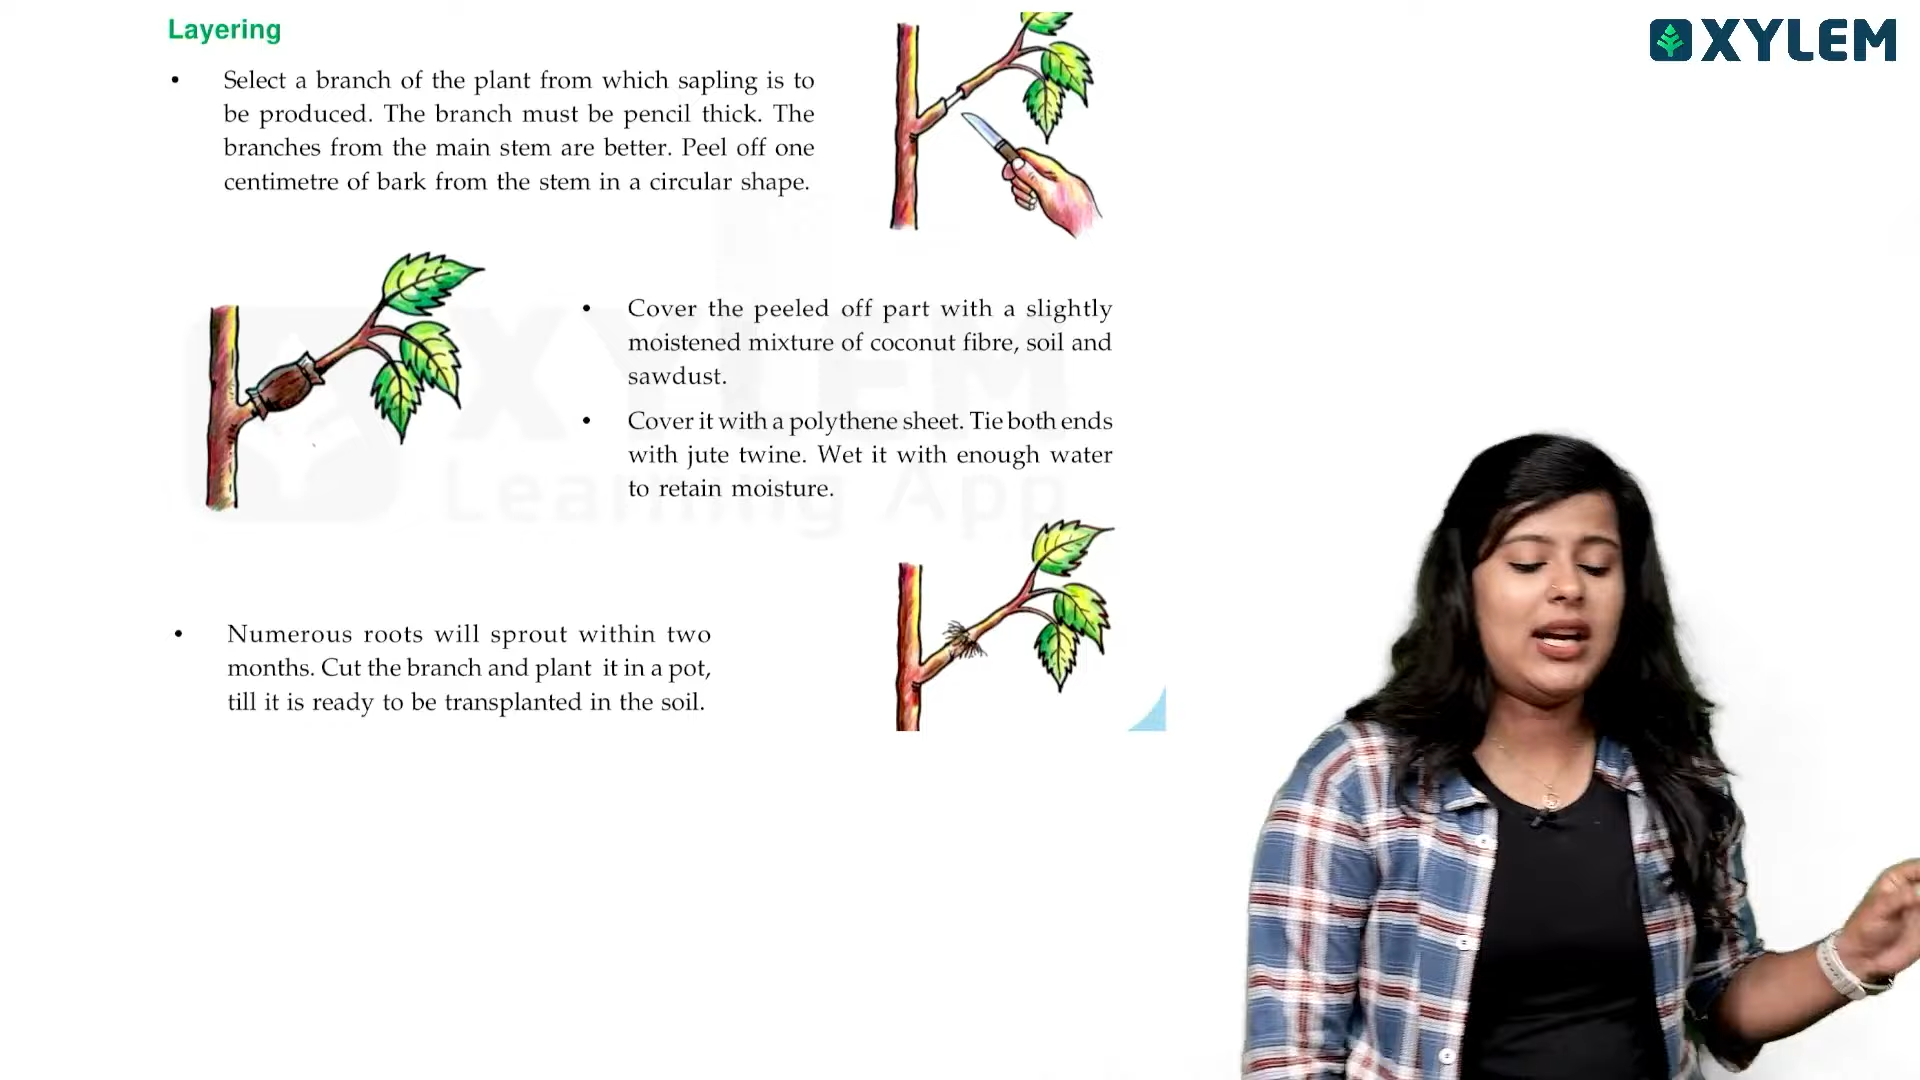 Layering
XYLEM
• Select a branch of the plant from which sapling is to
be produced. The branch must be pencil thick. The
branches from the main stem are better. Peel off one
centimetre of bark from the stem in a circular shape.
• Cover the peeled off part with a slightly
moistened mixture of coconut fibre, soil and
sawdust.
• Cover it with a polythene sheet. Tie both ends
with jute twine. Wet it with enough water
to retain moisture.
XYLEM
Learning App
• Numerous roots will sprout within two
months. Cut the branch and plant it in a pot,
till it is ready to be transplanted in the soil.